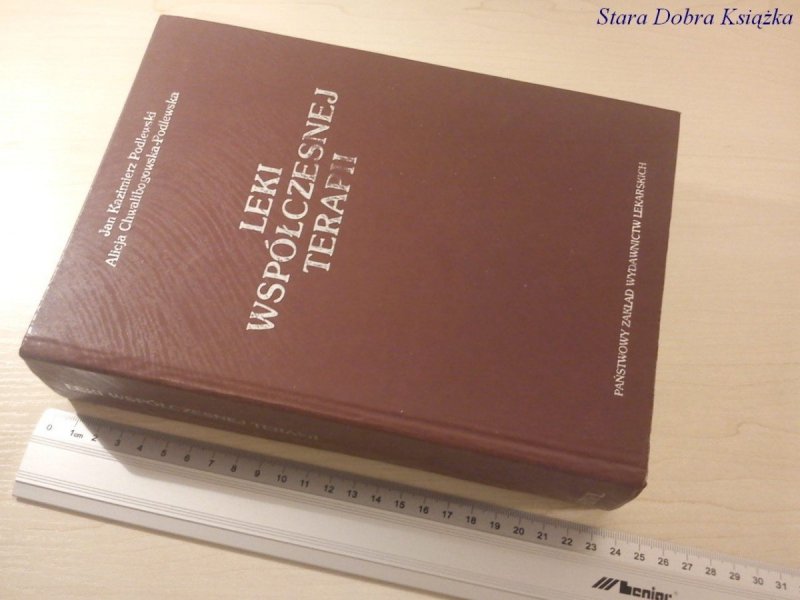 Stara Dobra Książka
Jan Kazimierz Podlewski
Alicja Chwalibogowska-Podlewska
LEKI
WSPÓŁCZESNEJ
TERAPII
PAŃSTWOWY ZAKŁAD WYDAWNICTW LEKARSKICH
LEKI WSPÓŁCZESNEJ TERAPII
0 1cm 2 3 4 5 6 7 8 9 10 11 12 13 14 15 16 17 18 19 20 21 22 23 24 25 26 27 28 29 30 31